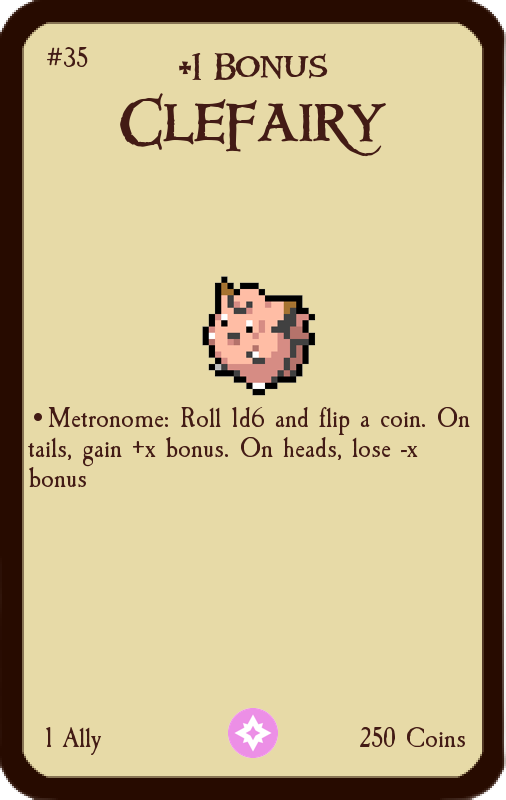 #35
+1 Bonus
Clefairy
•Metronome: Roll 1d6 and flip a coin. On
tails, gain +x bonus. On heads, lose -x
bonus
1 Ally
250 Coins